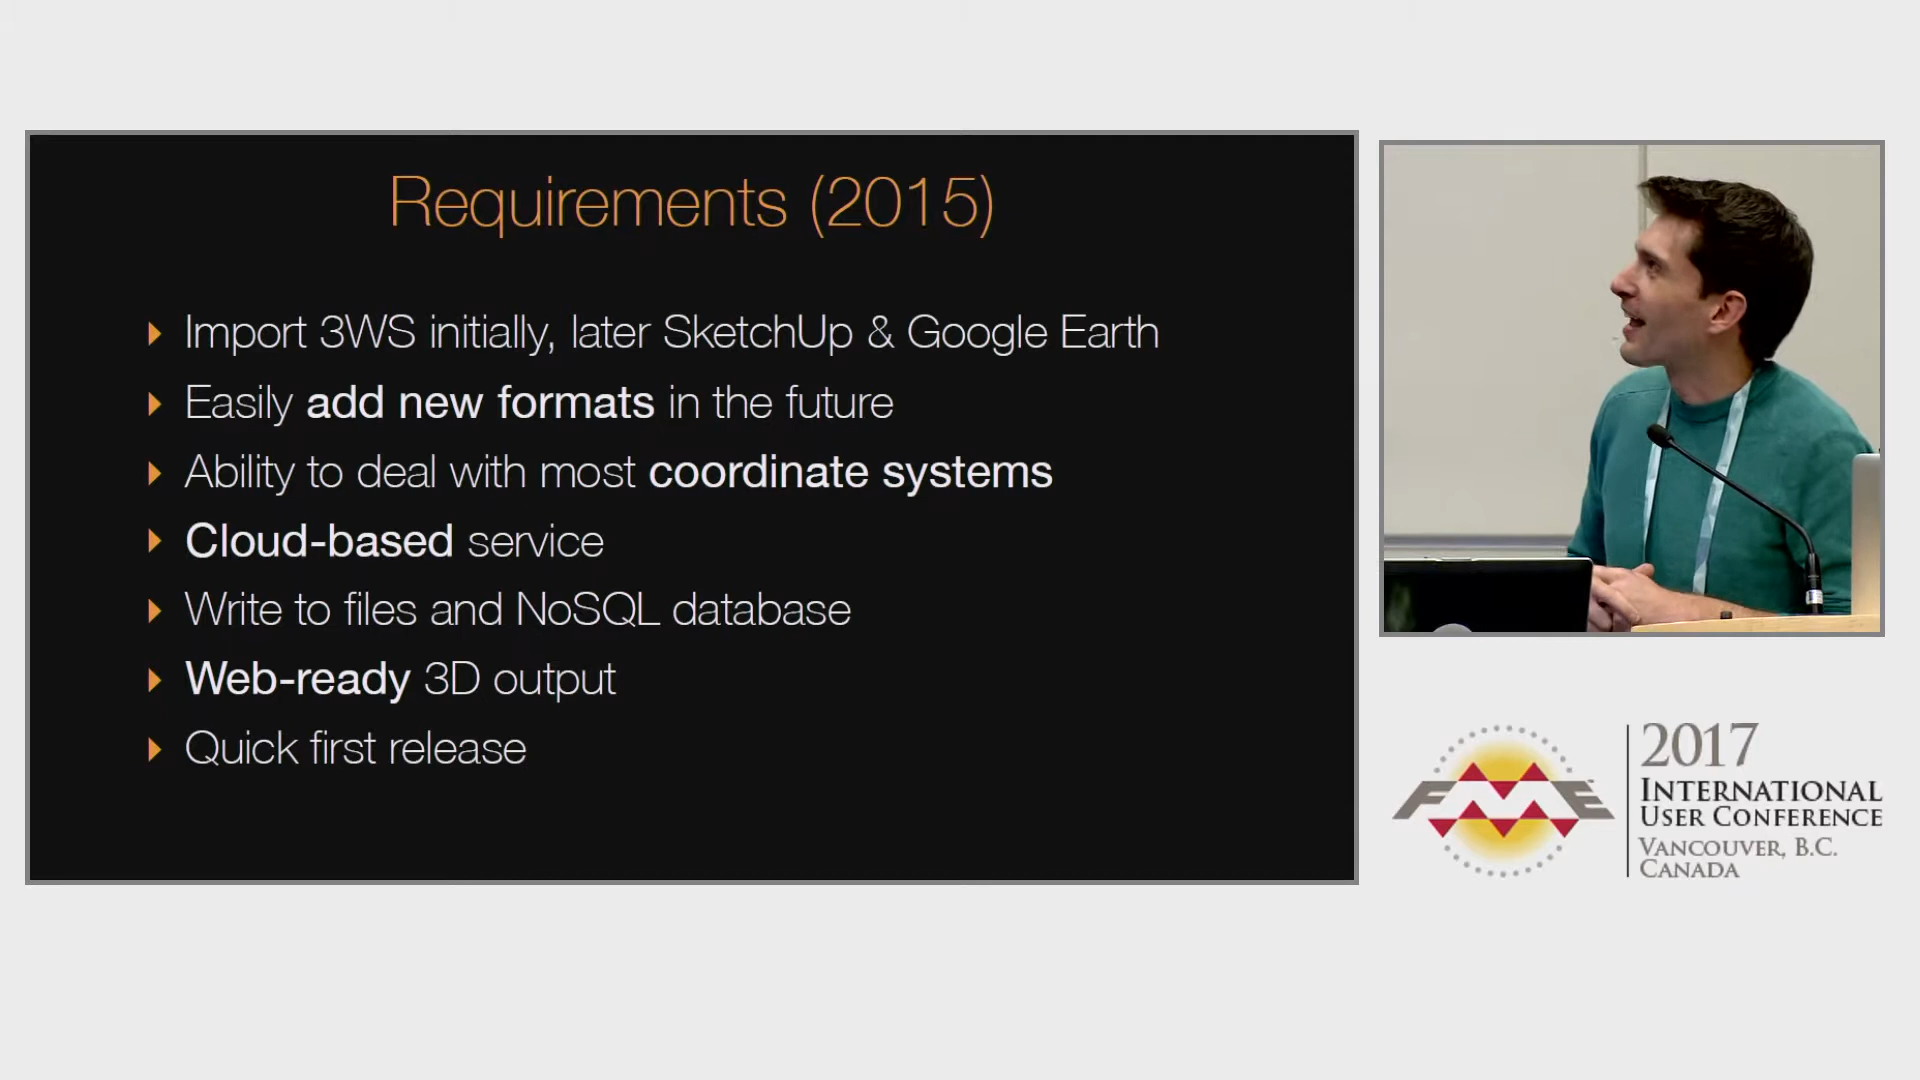 Requirements (2015)
Import 3WS initially, later SketchUp & Google Earth
Easily add new formats in the future
Ability to deal with most coordinate systems
Cloud-based service
Write to files and NoSQL database
Web-ready 3D output
Quick first release
FME
2017
INTERNATIONAL
USER CONFERENCE
VANCOUVER, B.C.
CANADA